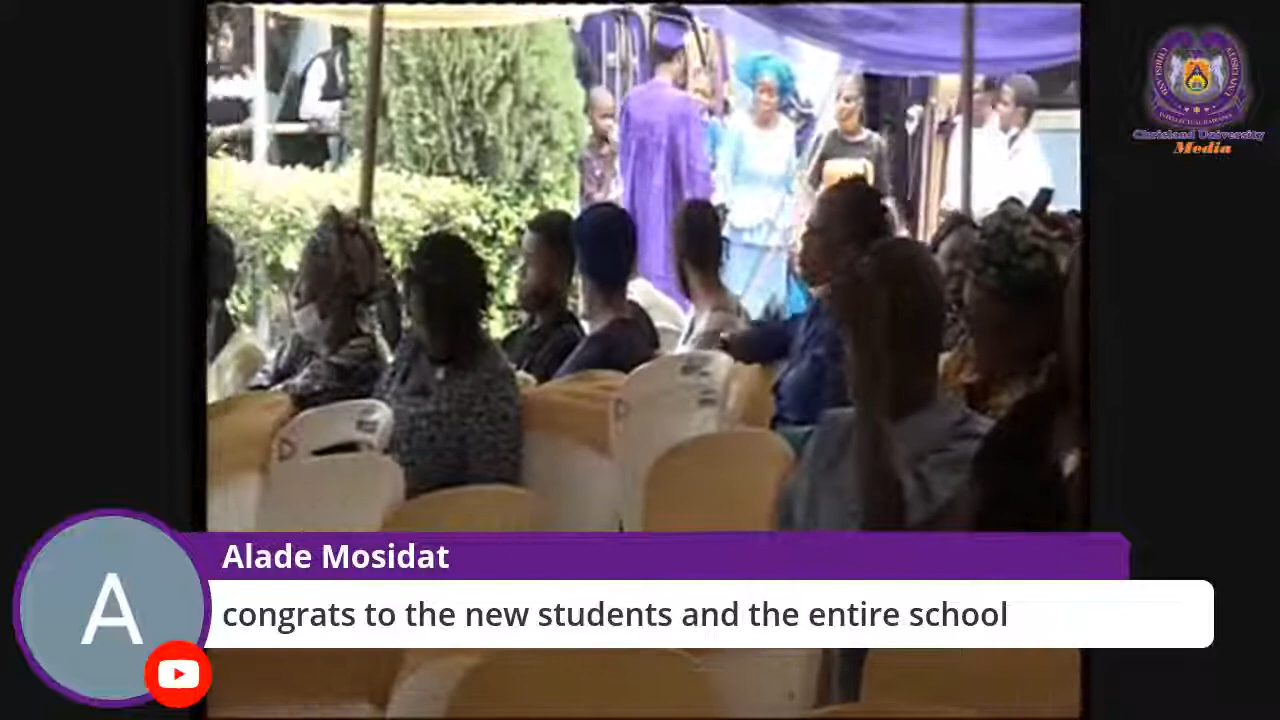 Chrisland University
Media
Alade Mosidat
A
congrats to the new students and the entire school